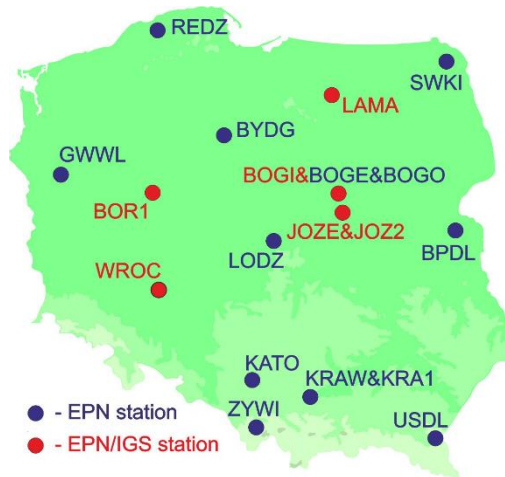 REDZ
SWKI
LAMA
BYDG
GWWL
BOGI&BOGE&BOGO
BOR1
JOZE&JOZ2
BPDL
LODZ
WROC
KATO
KRAW&KRA1
ZYWI
USDL
- EPN station
- EPN/IGS station